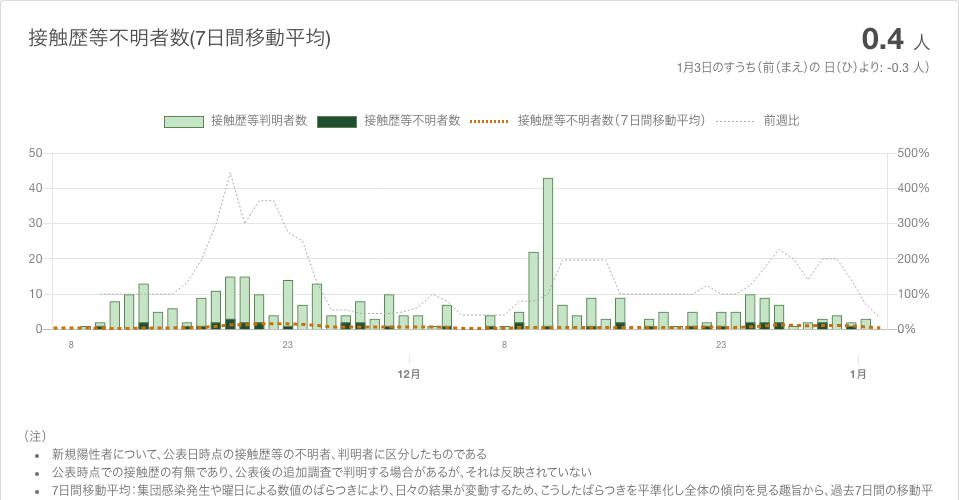 接触歴等不明者数(7日間移動平均)
0.4 人
1月3日のすうち（前（まえ）の 日（ひ）より: -0.3 人）
接触歴等判明者数 接触歴等不明者数 接触歴等不明者数（7日間移動平均） 前週比
50 500%
40 400%
30 300%
20 200%
10 100%
0 0%
8 23 8 23
12月 1月
（注）
• 新規陽性者について、公表日時点の接触歴等の不明者、判明者に区分したものである
• 公表時点での接触歴の有無であり、公表後の追加調査で判明する場合があるが、それは反映されていない
• 7日間移動平均：集団感染発生や曜日による数値のばらつきにより、日々の結果が変動するため、こうしたばらつきを平準化し全体の傾向を見る趣旨から、過去7日間の移動平